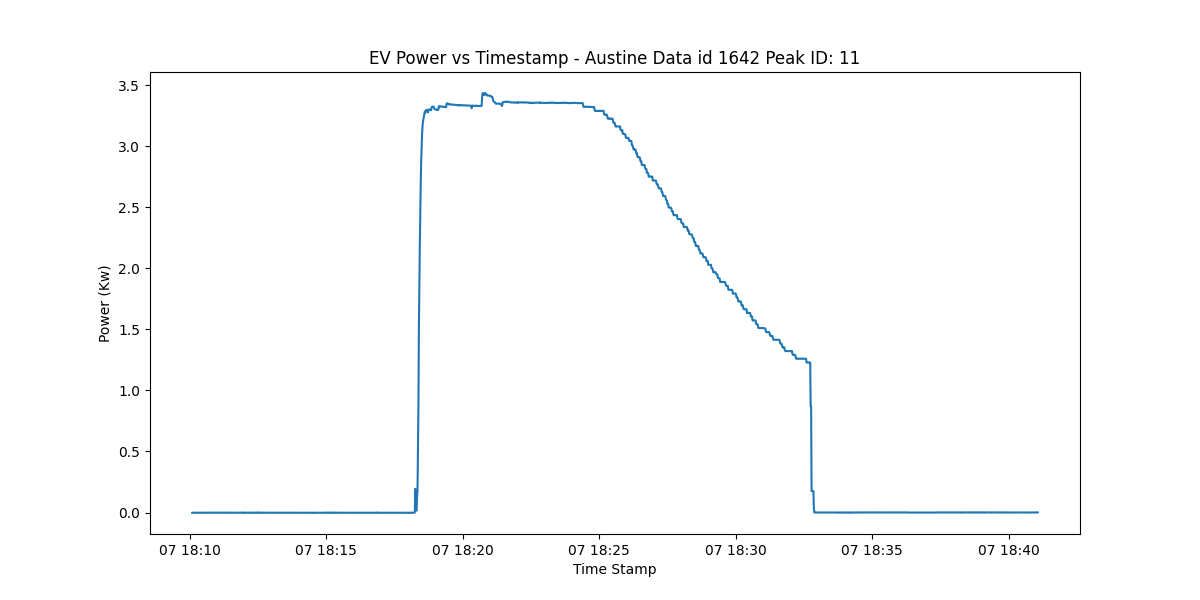 EV Power vs Timestamp - Austine Data id 1642 Peak ID: 11
3.5
3.0
2.5
2.0
1.5
1.0
0.5
0.0
Power (Kw)
07 18:10 07 18:15 07 18:20 07 18:25 07 18:30 07 18:35 07 18:40
Time Stamp